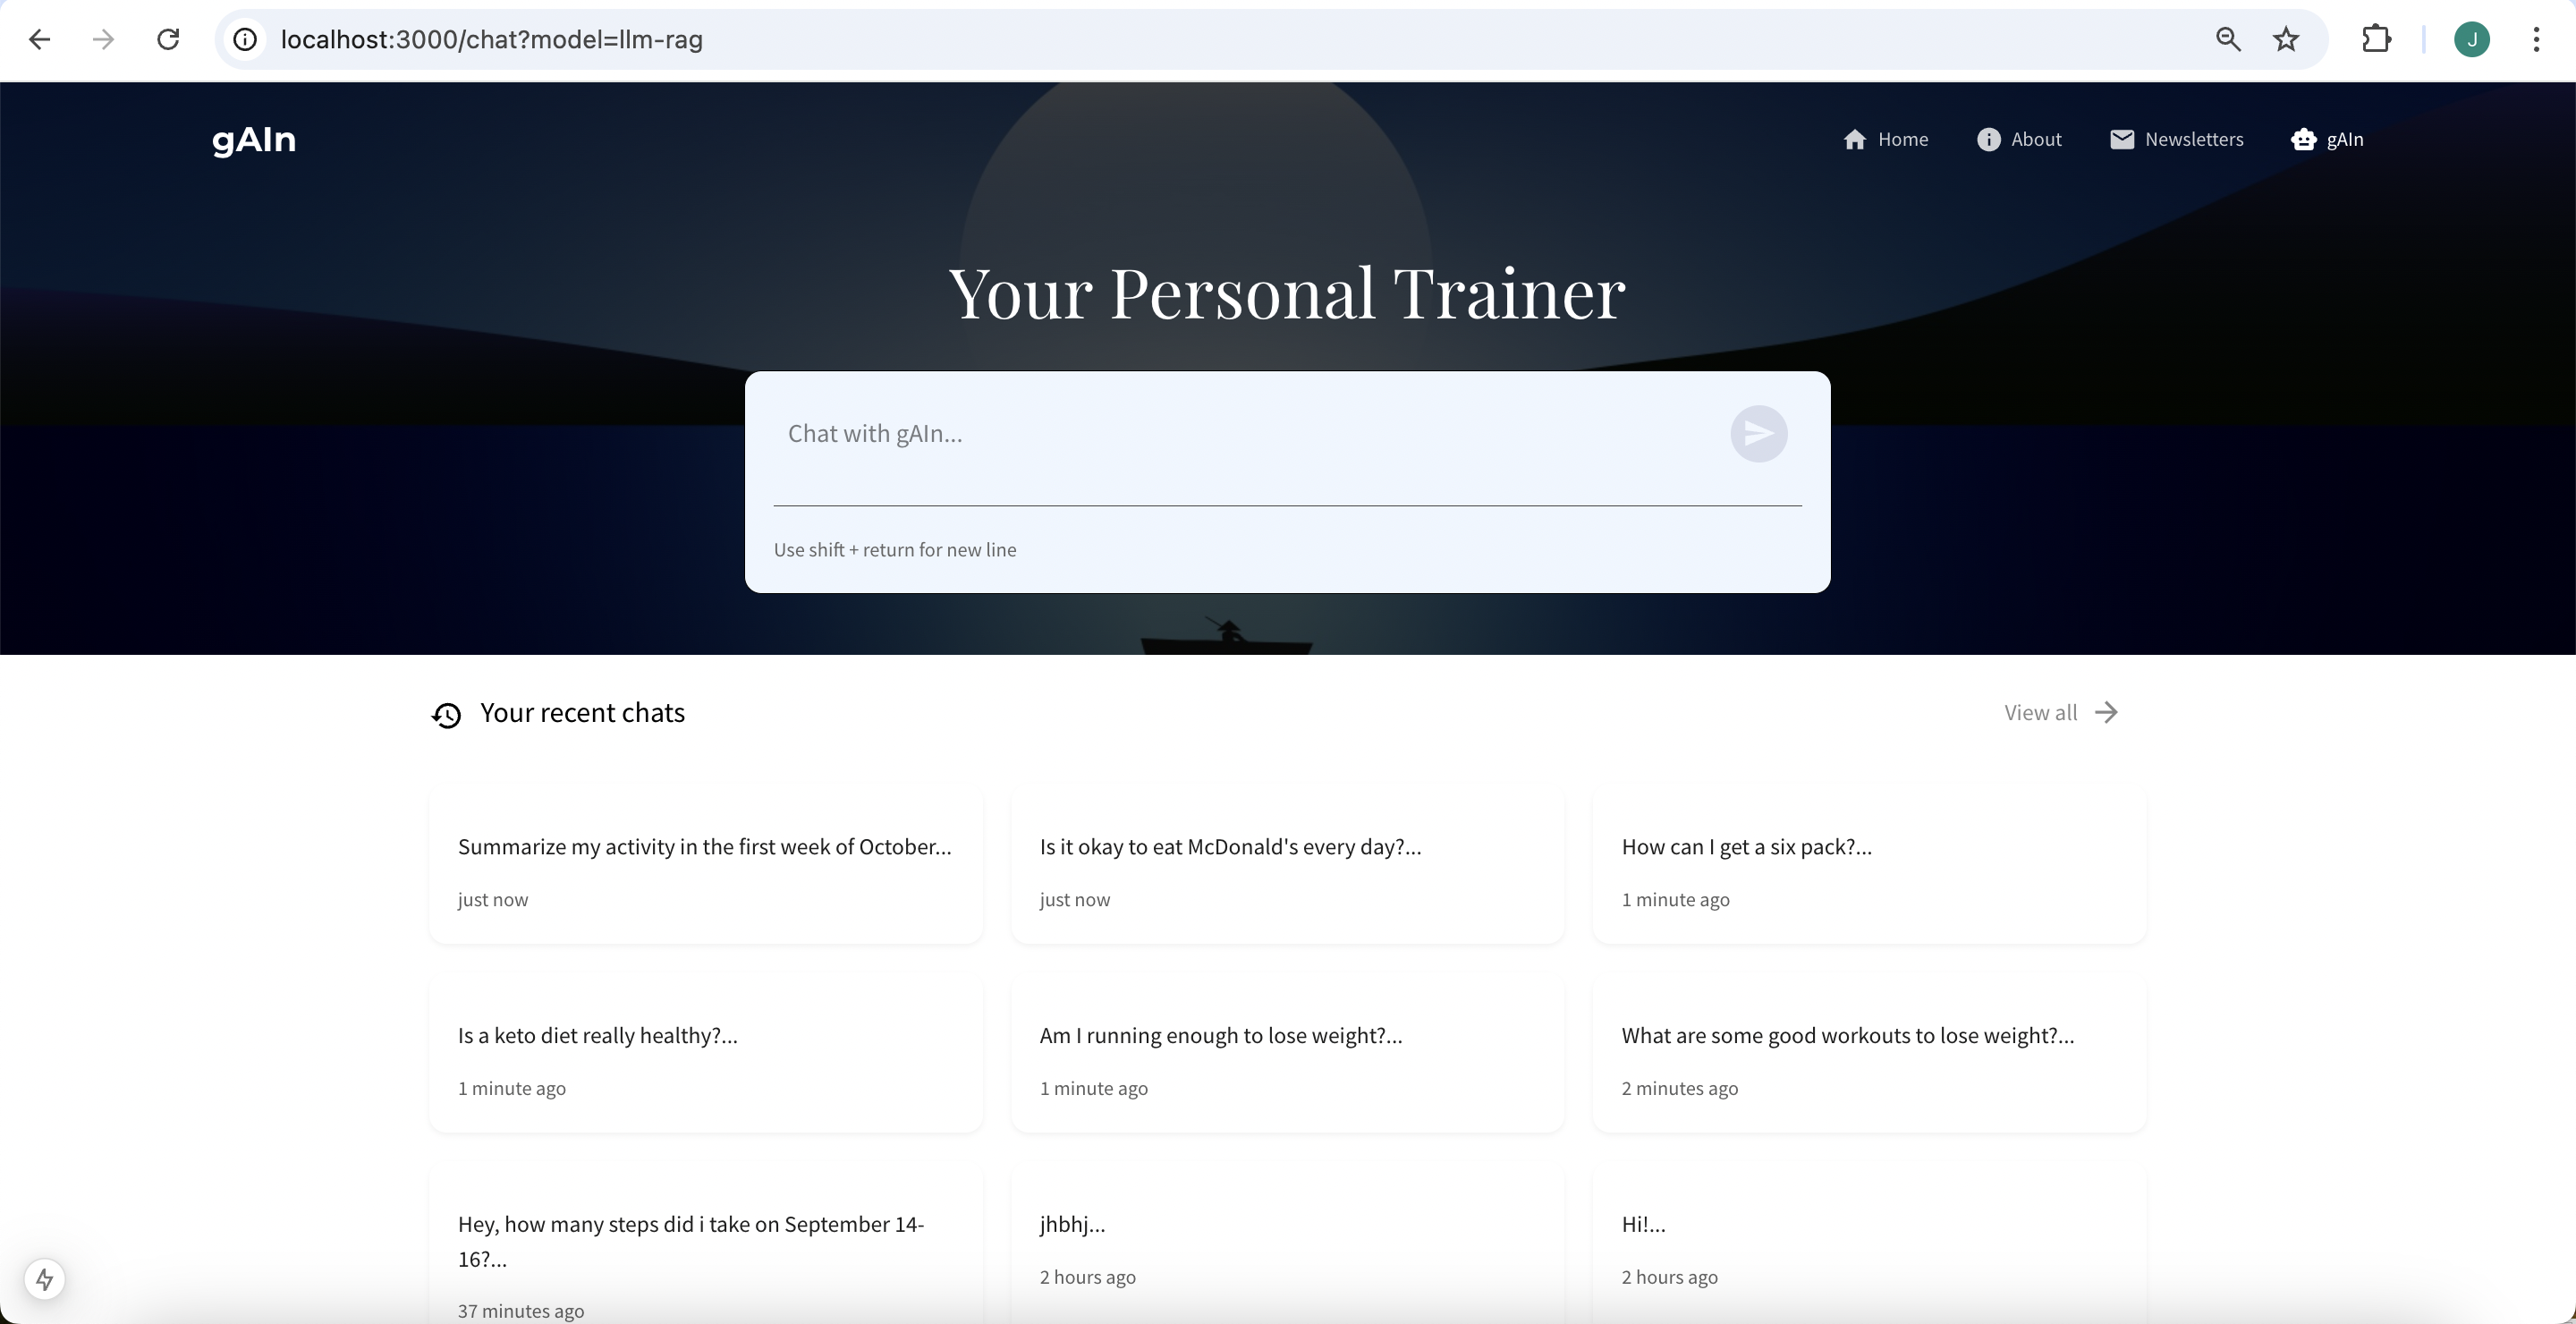 localhost:3000/chat?model=llm-rag
J
gAIn
Home
About
Newsletters
gAIn
Your Personal Trainer
Chat with gAIn...
Use shift + return for new line
Your recent chats
View all
Summarize my activity in the first week of October...
just now
Is it okay to eat McDonald's every day?...
just now
How can I get a six pack?...
1 minute ago
Is a keto diet really healthy?...
1 minute ago
Am I running enough to lose weight?...
1 minute ago
What are some good workouts to lose weight?...
2 minutes ago
Hey, how many steps did i take on September 14-
16?...
37 minutes ago
jhbhj...
2 hours ago
Hi!...
2 hours ago